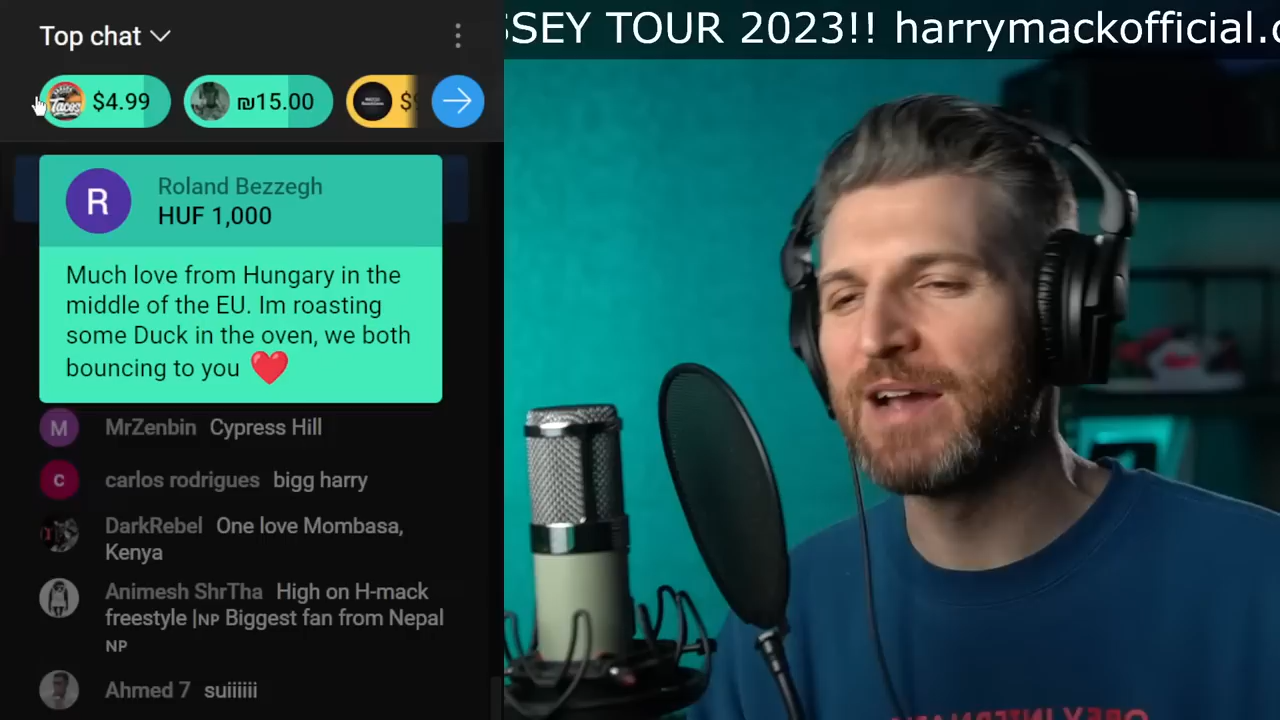 Top chat
SSEY TOUR 2023!! harrymackofficial.c
Tacos
$4.99
₪15.00
$
R
Roland Bezzegh
HUF 1,000
Much love from Hungary in the
middle of the EU. Im roasting
some Duck in the oven, we both
bouncing to you ❤️
M
MrZenbin Cypress Hill
c
carlos rodrigues bigg harry
DarkRebel One love Mombasa,
Kenya
Animesh ShrTha High on H-mack
freestyle |NP Biggest fan from Nepal
NP
Ahmed 7 suiiiiii